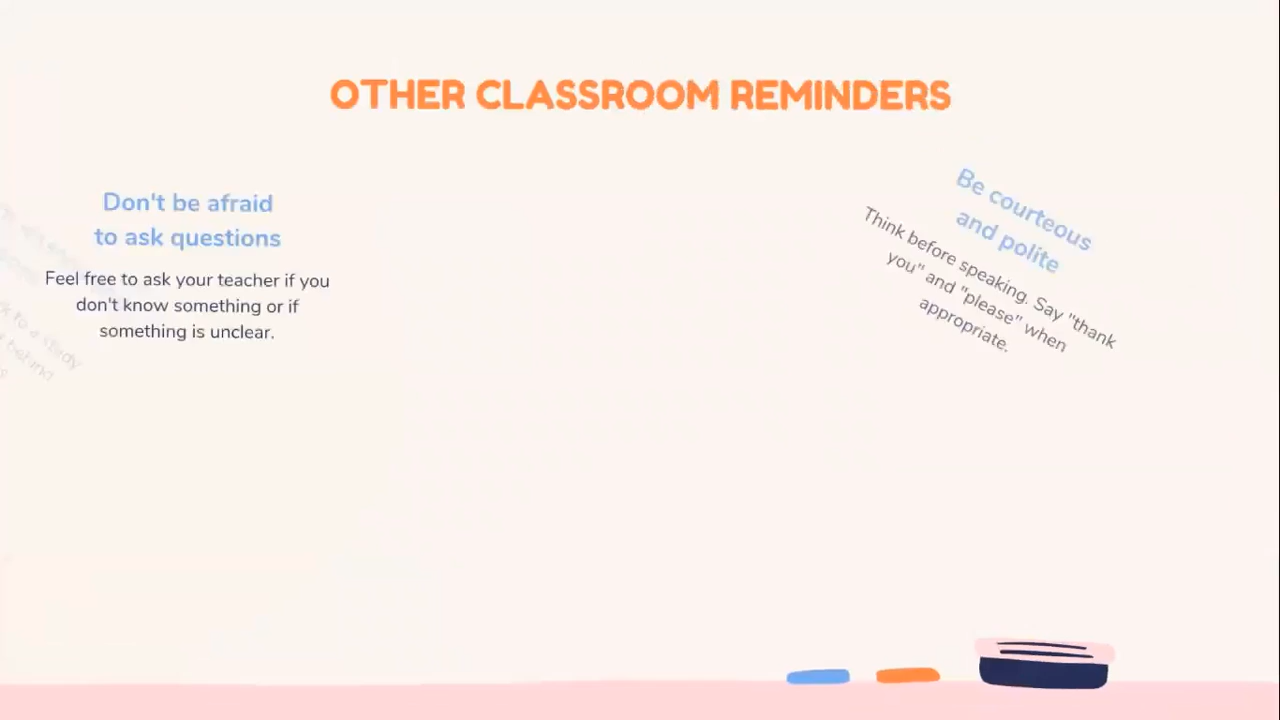 OTHER CLASSROOM REMINDERS
Don't be afraid
to ask questions
Feel free to ask your teacher if you
don't know something or if
something is unclear.
Be courteous
and polite
Think before speaking. Say "thank
you" and "please" when
appropriate.